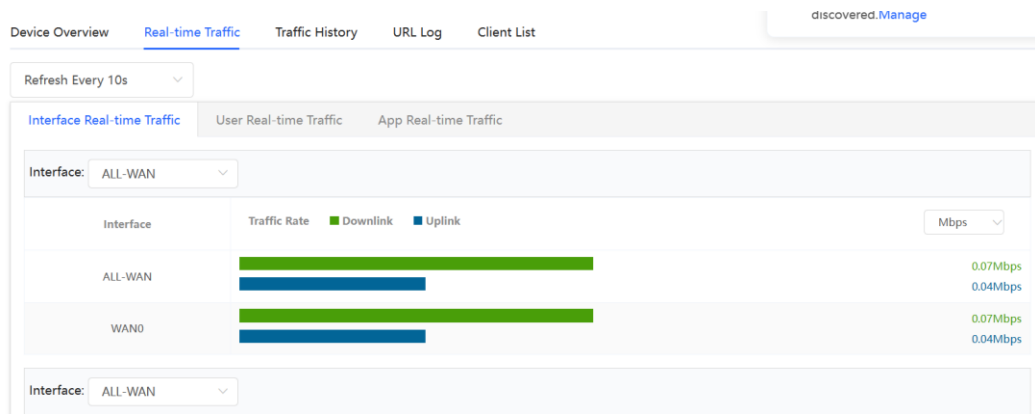 discovered.Manage
Device Overview Real-time Traffic Traffic History URL Log Client List
Refresh Every 10s
Interface Real-time Traffic User Real-time Traffic App Real-time Traffic
Interface: ALL-WAN
Interface Traffic Rate Downlink Uplink Mbps
ALL-WAN 0.07Mbps
0.04Mbps
WAN0 0.07Mbps
0.04Mbps
Interface: ALL-WAN